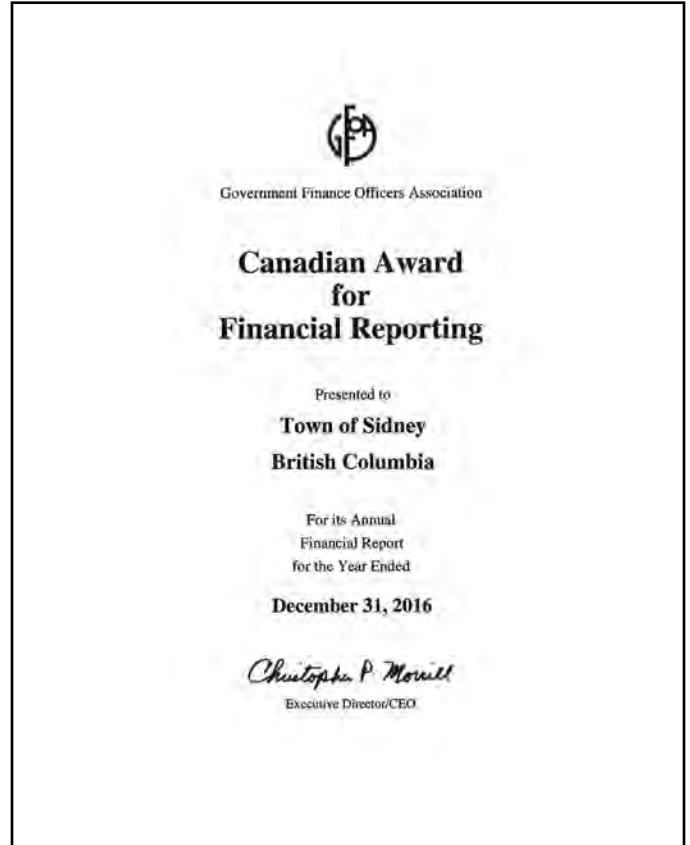 GFOA
Government Finance Officers Association
Canadian Award
for
Financial Reporting
Presented to
Town of Sidney
British Columbia
For its Annual
Financial Report
for the Year Ended
December 31, 2016
Christopher P. Morrill
Executive Director/CEO